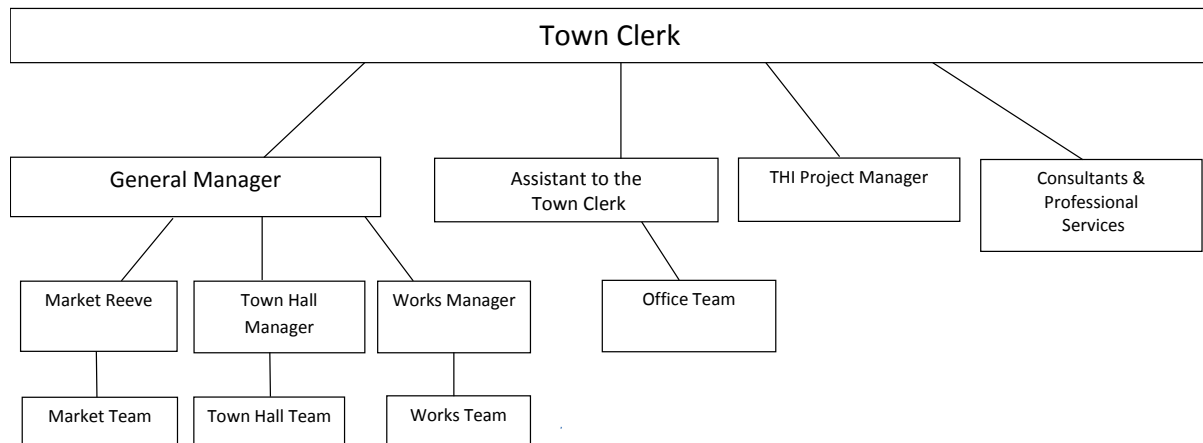 Town Clerk
General Manager
Assistant to the
Town Clerk
THI Project Manager
Consultants &
Professional
Services
Market Reeve
Town Hall
Manager
Works Manager
Office Team
Market Team
Town Hall Team
Works Team